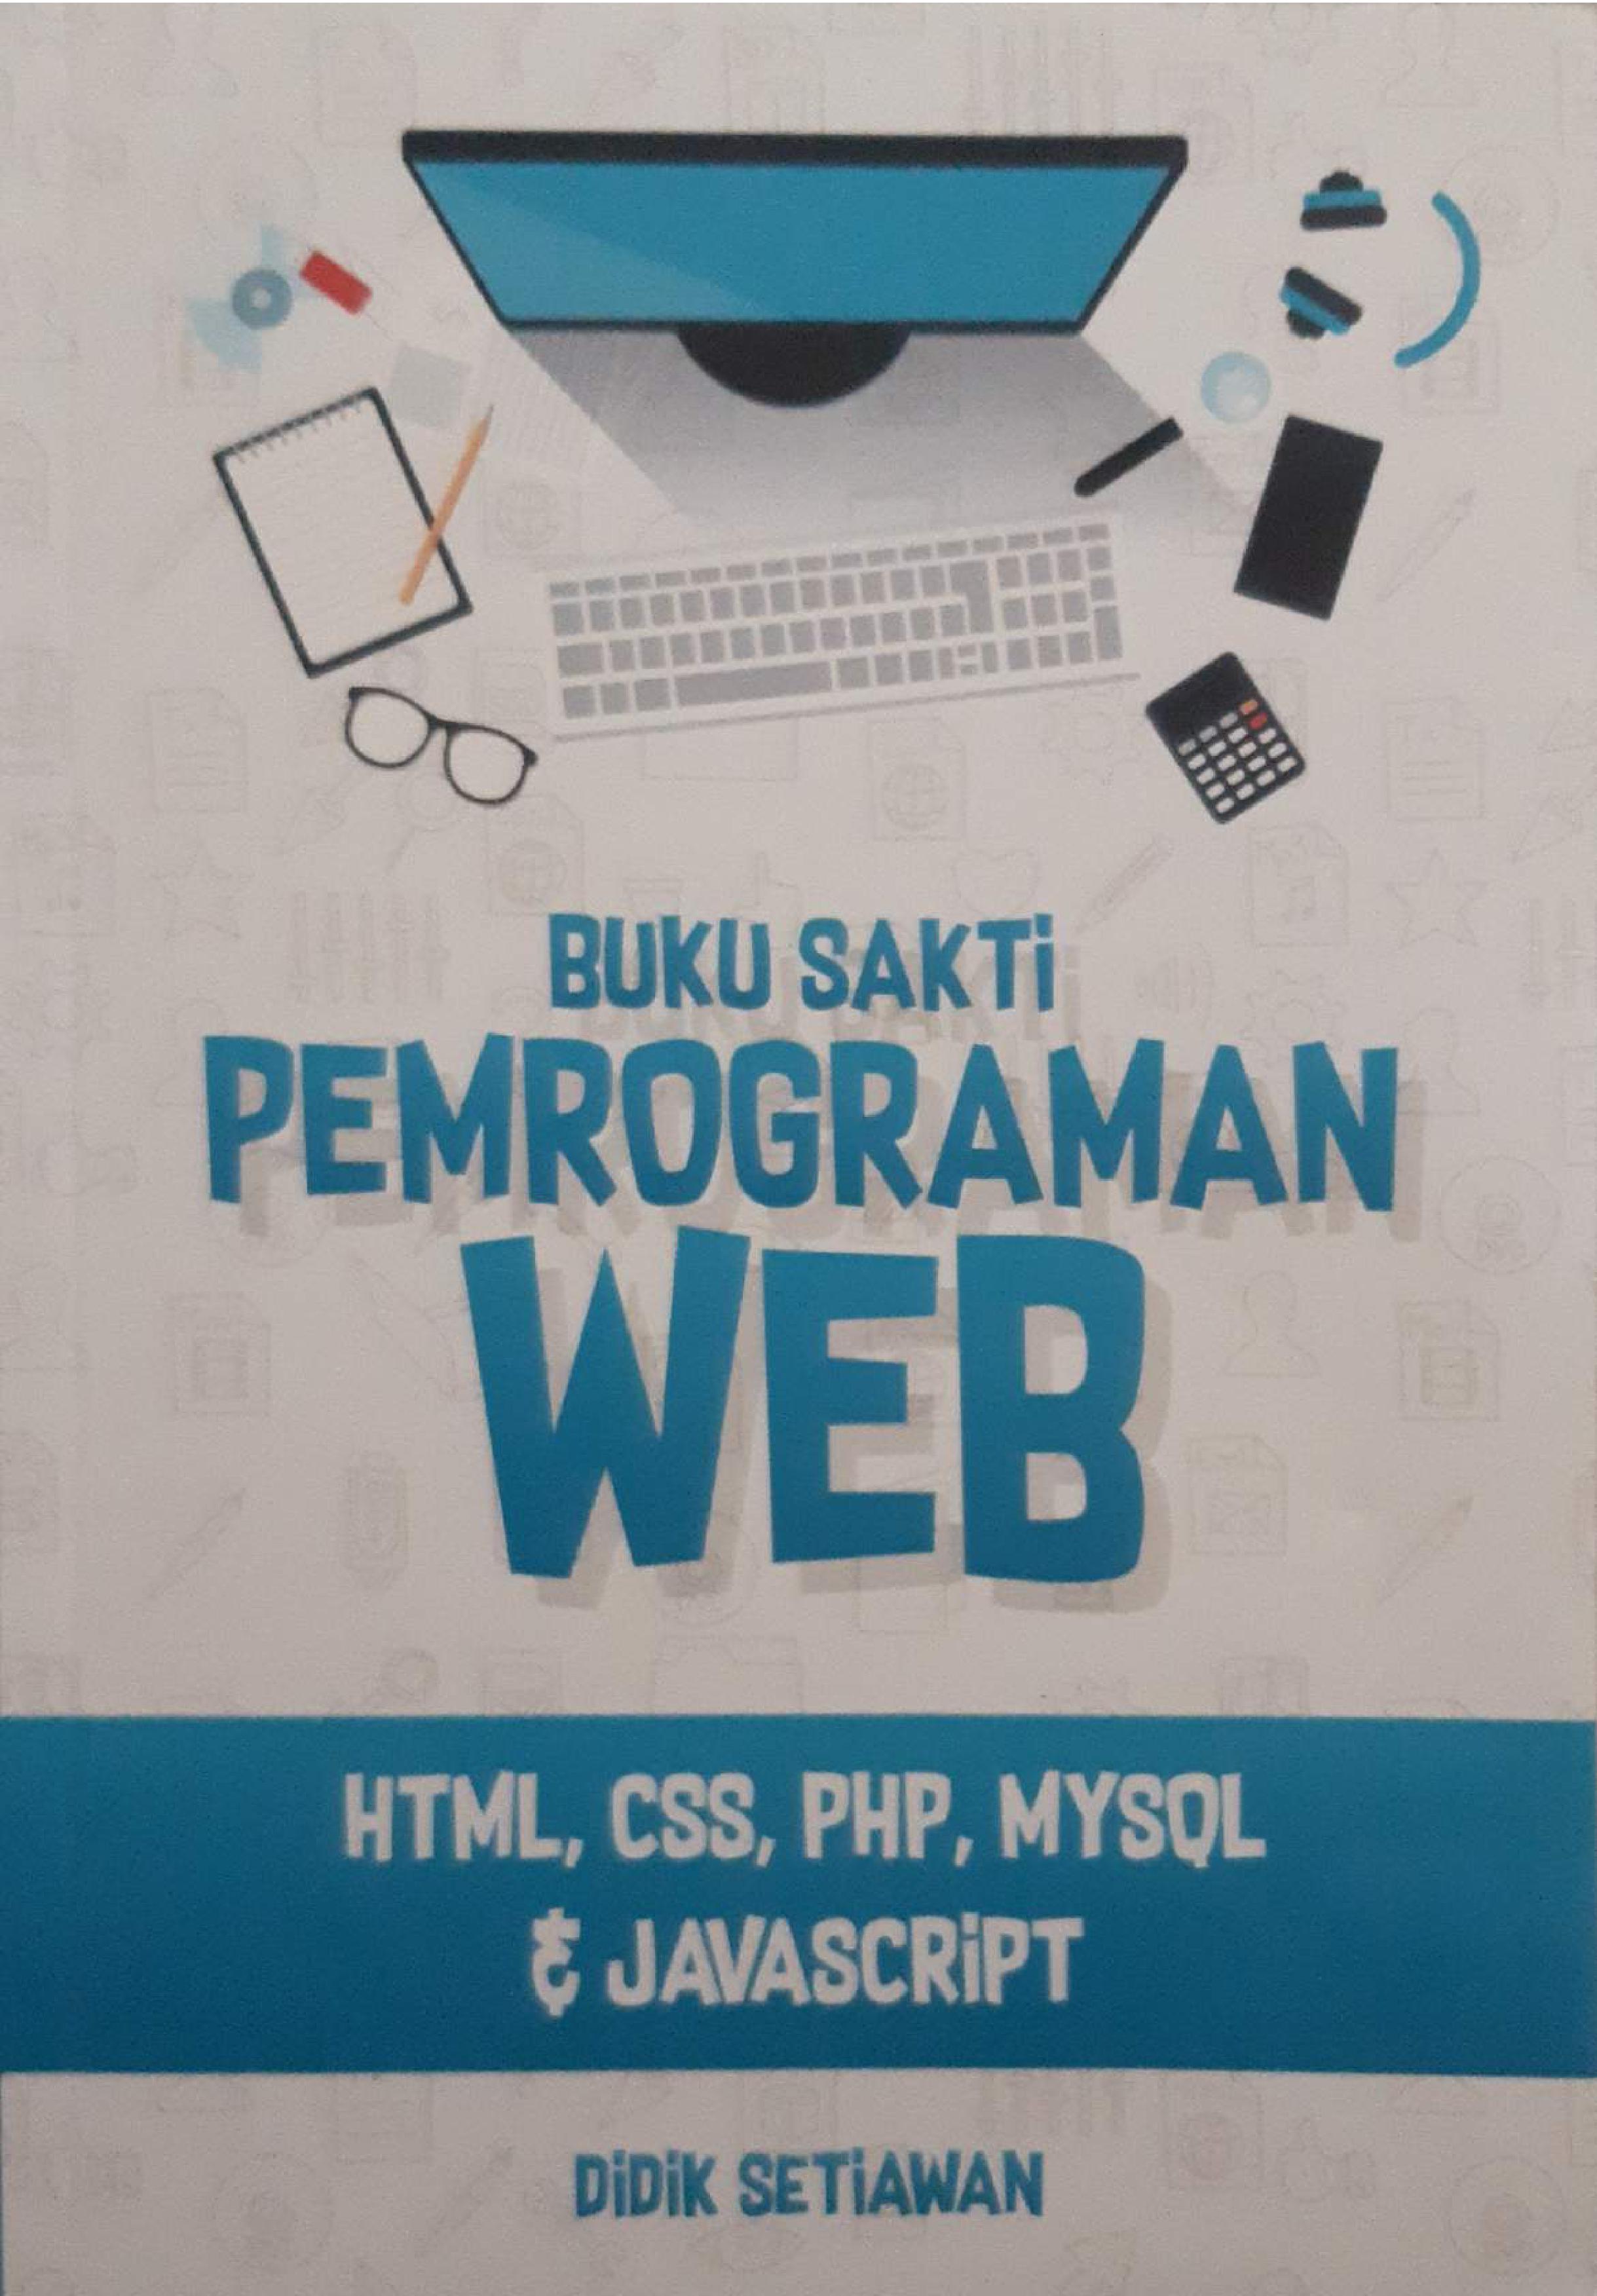 BUKU SAKTi
PEMROGRAMAN
WEB
HTML, CSS, PHP, MYSQL
& JAVASCRiPT
DiDiK SETiAWAN